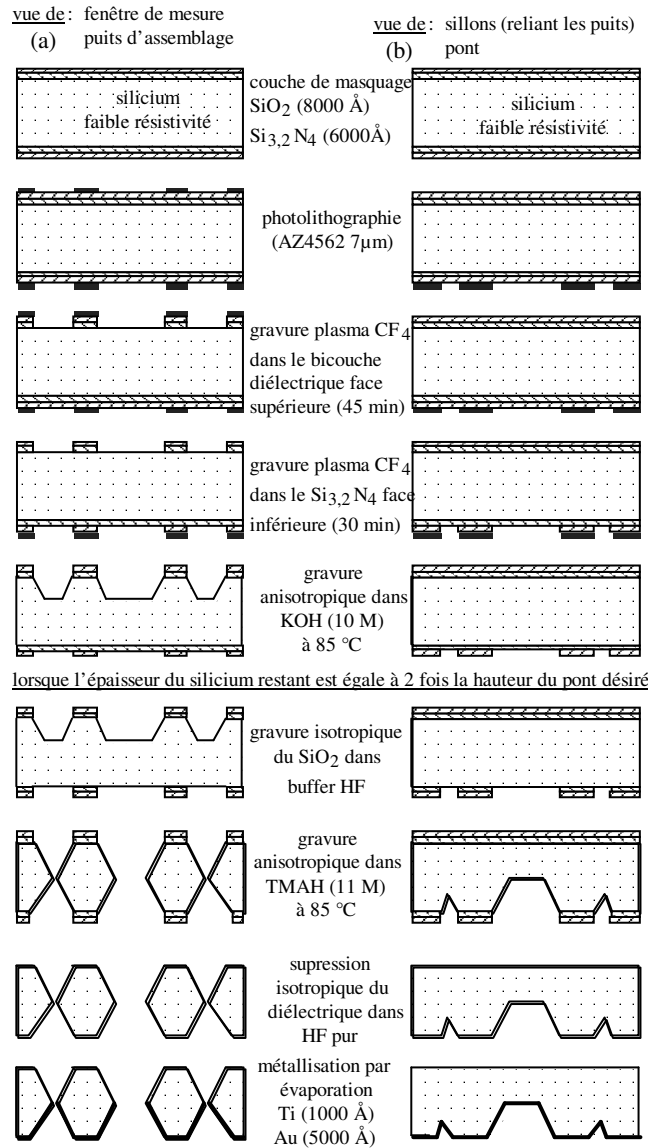 vue de: fenêtre de mesure
puits d'assemblage
(a)
vue de: sillons (reliant les puits)
pont
(b)
silicium
faible résistivité
couche de masquage
SiO2 (8000 Å)
Si3,2 N4 (6000Å)
silicium
faible résistivité
photolithographie
(AZ4562 7µm)
gravure plasma CF4
dans le bicouche
diélectrique face
supérieure (45 min)
gravure plasma CF4
dans le Si3,2 N4 face
inférieure (30 min)
gravure
anisotropique dans
KOH (10 M)
à 85 °C
lorsque l'épaisseur du silicium restant est égale à 2 fois la hauteur du pont désiré
gravure isotropique
du SiO2 dans
buffer HF
gravure
anisotropique dans
TMAH (11 M)
à 85 °C
supression
isotropique du
diélectrique dans
HF pur
métallisation par
évaporation
Ti (1000 Å)
Au (5000 Å)